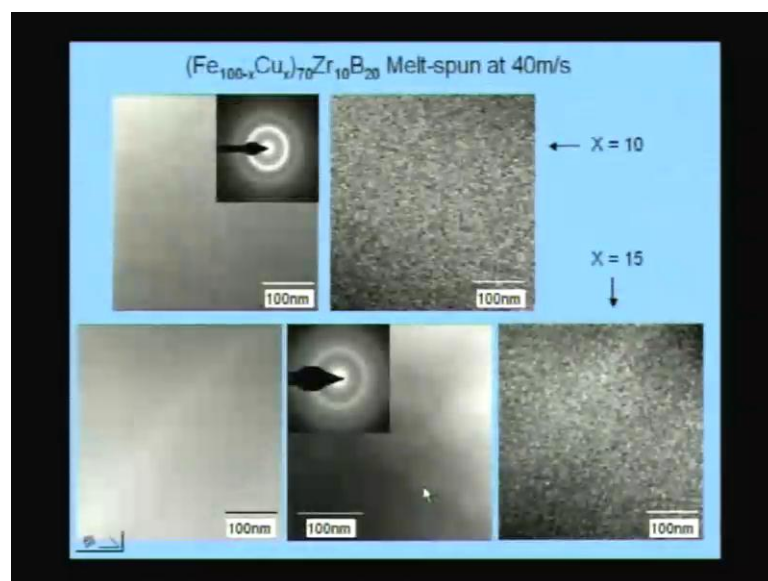 (Fe100-xCux)70Zr10B20 Melt-spun at 40m/s
X = 10
100nm
100nm
X = 15
100nm
100nm
100nm